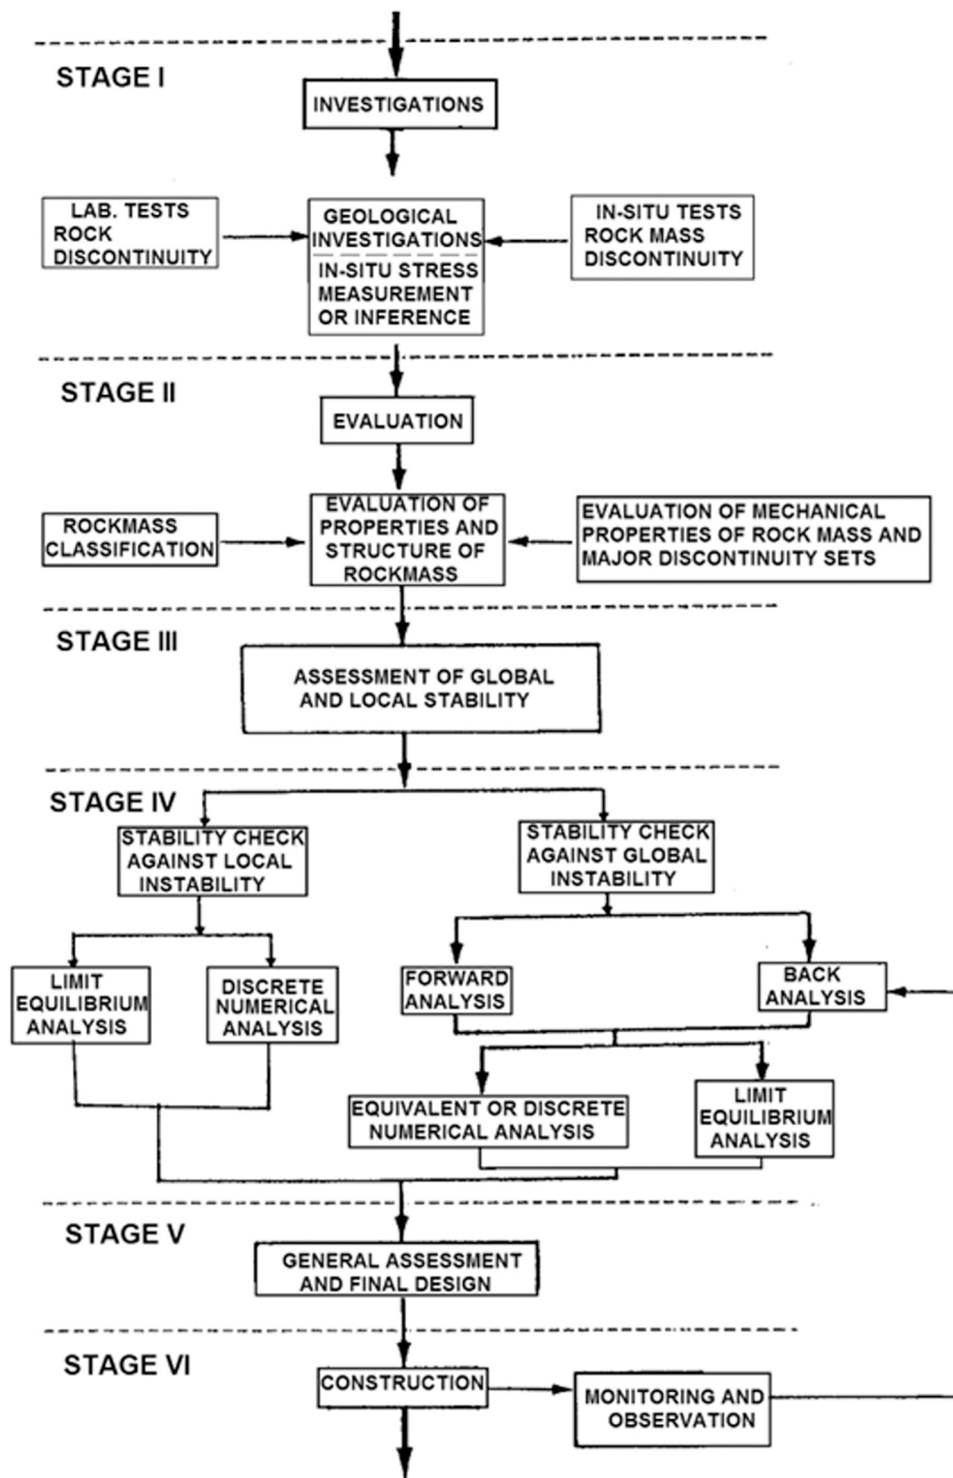 STAGE I
INVESTIGATIONS
LAB. TESTS
ROCK
DISCONTINUITY
GEOLOGICAL
INVESTIGATIONS
IN-SITU STRESS
MEASUREMENT
OR INFERENCE
IN-SITU TESTS
ROCK MASS
DISCONTINUITY
STAGE II
EVALUATION
ROCKMASS
CLASSIFICATION
EVALUATION OF
PROPERTIES AND
STRUCTURE OF
ROCKMASS
EVALUATION OF MECHANICAL
PROPERTIES OF ROCK MASS AND
MAJOR DISCONTINUITY SETS
STAGE III
ASSESSMENT OF GLOBAL
AND LOCAL STABILITY
STAGE IV
STABILITY CHECK
AGAINST LOCAL
INSTABILITY
STABILITY CHECK
AGAINST GLOBAL
INSTABILITY
LIMIT
EQUILIBRIUM
ANALYSIS
DISCRETE
NUMERICAL
ANALYSIS
FORWARD
ANALYSIS
BACK
ANALYSIS
EQUIVALENT OR DISCRETE
NUMERICAL ANALYSIS
LIMIT
EQUILIBRIUM
ANALYSIS
STAGE V
GENERAL ASSESSMENT
AND FINAL DESIGN
STAGE VI
CONSTRUCTION
MONITORING AND
OBSERVATION